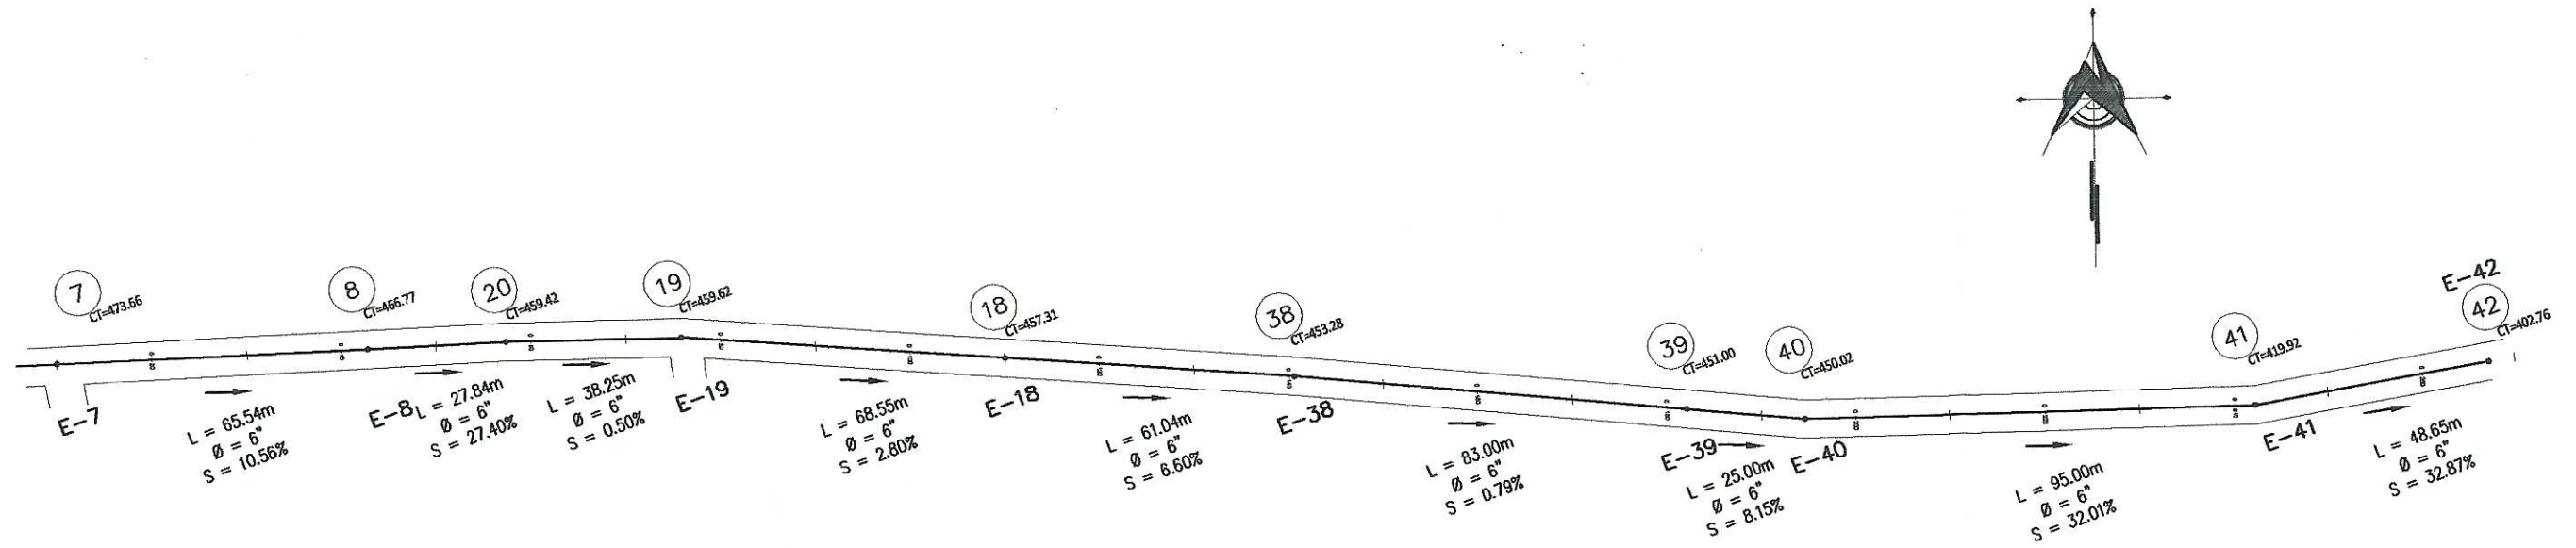 7
CT=473.66
8
CT=466.77
20
CT=459.42
19
CT=459.62
18
CT=457.31
38
CT=453.28
39
CT=451.00
40
CT=450.02
41
CT=419.92
E-42
42
CT=402.76
E-7
L = 65.54m
Ø = 6"
S = 10.56%
E-8
L = 27.84m
Ø = 6"
S = 27.40%
L = 38.25m
Ø = 6"
S = 0.50%
E-19
L = 68.55m
Ø = 6"
S = 2.80%
E-18
L = 61.04m
Ø = 6"
S = 6.60%
E-38
L = 83.00m
Ø = 6"
S = 0.79%
E-39
L = 25.00m
Ø = 6"
S = 8.15%
E-40
L = 95.00m
Ø = 6"
S = 32.01%
E-41
L = 48.65m
Ø = 6"
S = 32.87%